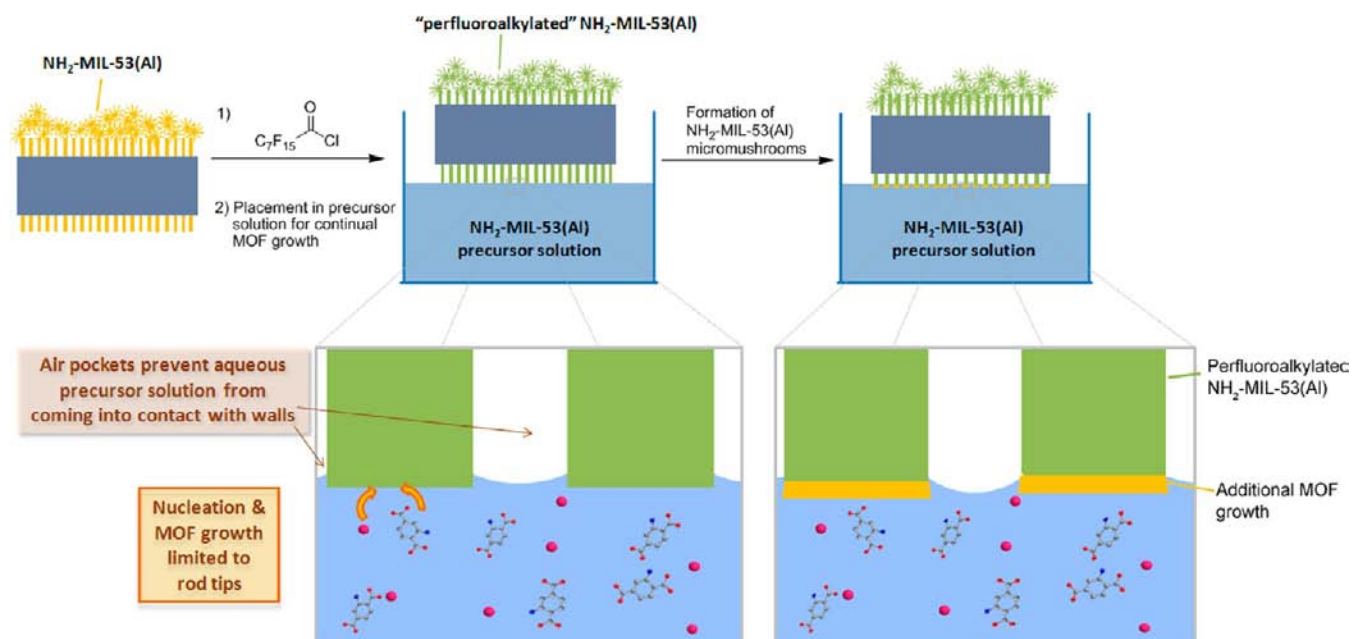 "perfluoroalkylated" NH₂-MIL-53(Al)
NH₂-MIL-53(Al)
1)
O
C₇F₁₅
Cl
2) Placement in precursor
solution for continual
MOF growth
NH₂-MIL-53(Al)
precursor solution
Formation of
NH₂-MIL-53(Al)
micromushrooms
NH₂-MIL-53(Al)
precursor solution
Air pockets prevent aqueous
precursor solution from
coming into contact with walls
Nucleation &
MOF growth
limited to
rod tips
Perfluoroalkylated
NH₂-MIL-53(Al)
Additional MOF
growth